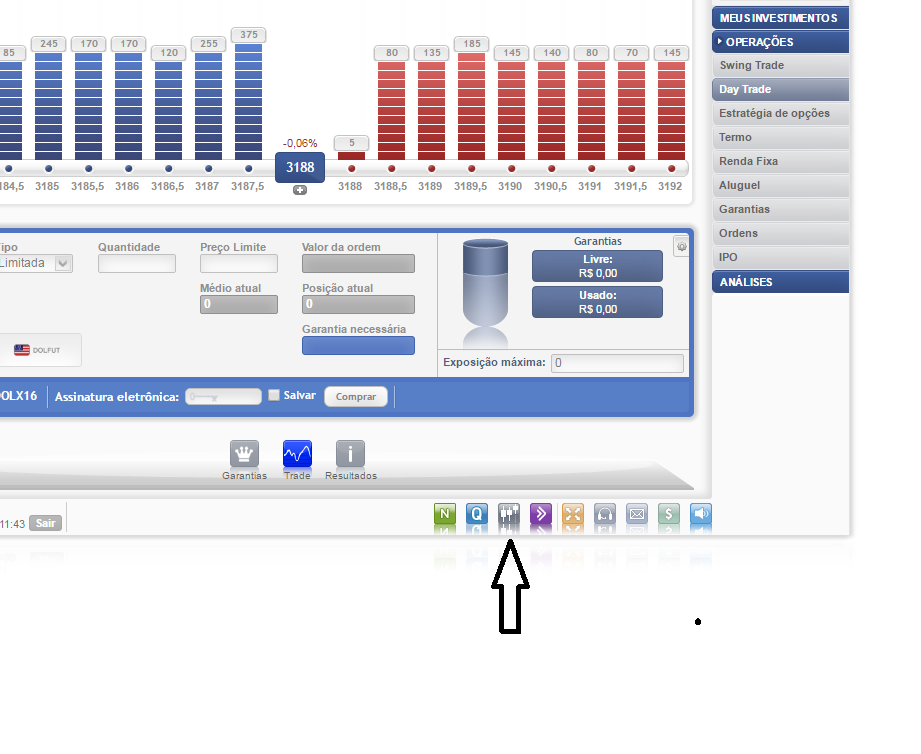 375
85 245 170 170 120 255 80 135 185 145 140 80 70 145
-0,06% 5
3188
184,5 3185 3185,5 3186 3186,5 3187 3187,5 3188 3188,5 3189 3189,5 3190 3190,5 3191 3191,5 3192
MEUS INVESTIMENTOS
OPERAÇÕES
Swing Trade
Day Trade
Estratégia de opções
Termo
Renda Fixa
Aluguel
Garantias
Ordens
IPO
ANÁLISES
Tipo Quantidade Preço Limite Valor da ordem
Limitada
Médio atual Posição atual
0 0
Garantia necessária
DOLFUT
Garantias
Livre:
R$ 0,00
Usado:
R$ 0,00
Exposição máxima: 0
DOLX16 Assinatura eletrônica: Salvar Comprar
Garantias Trade Resultados
11:43 Sair
N Q $